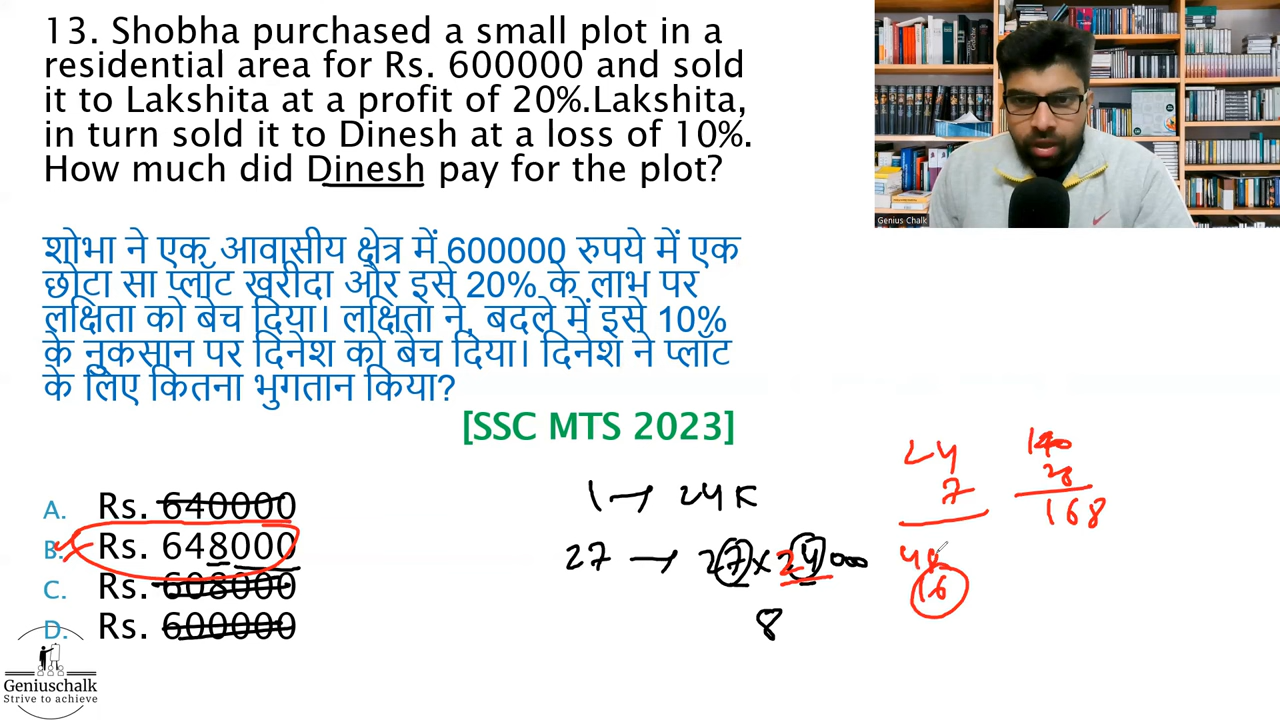 13. Shobha purchased a small plot in a
residential area for Rs. 600000 and sold
it to Lakshita at a profit of 20%.Lakshita,
in turn sold it to Dinesh at a loss of 10%.
How much did Dinesh pay for the plot?
शोभा ने एक आवासीय क्षेत्र में 600000 रुपये में एक
छोटा सा प्लॉट खरीदा और इसे 20% के लाभ पर
लक्षिता को बेच दिया। लक्षिता ने, बदले में इसे 10%
के नुकसान पर दिनेश को बेच दिया। दिनेश ने प्लॉट
के लिए कितना भुगतान किया?
[SSC MTS 2023]
A. Rs. 640000
B. Rs. 648000
C. Rs. 608000
D. Rs. 600000
1 → 24K
27 → 27×24000
8
24
7
16
28
168
Genius Chalk
Geniuschalk
Strive to achieve